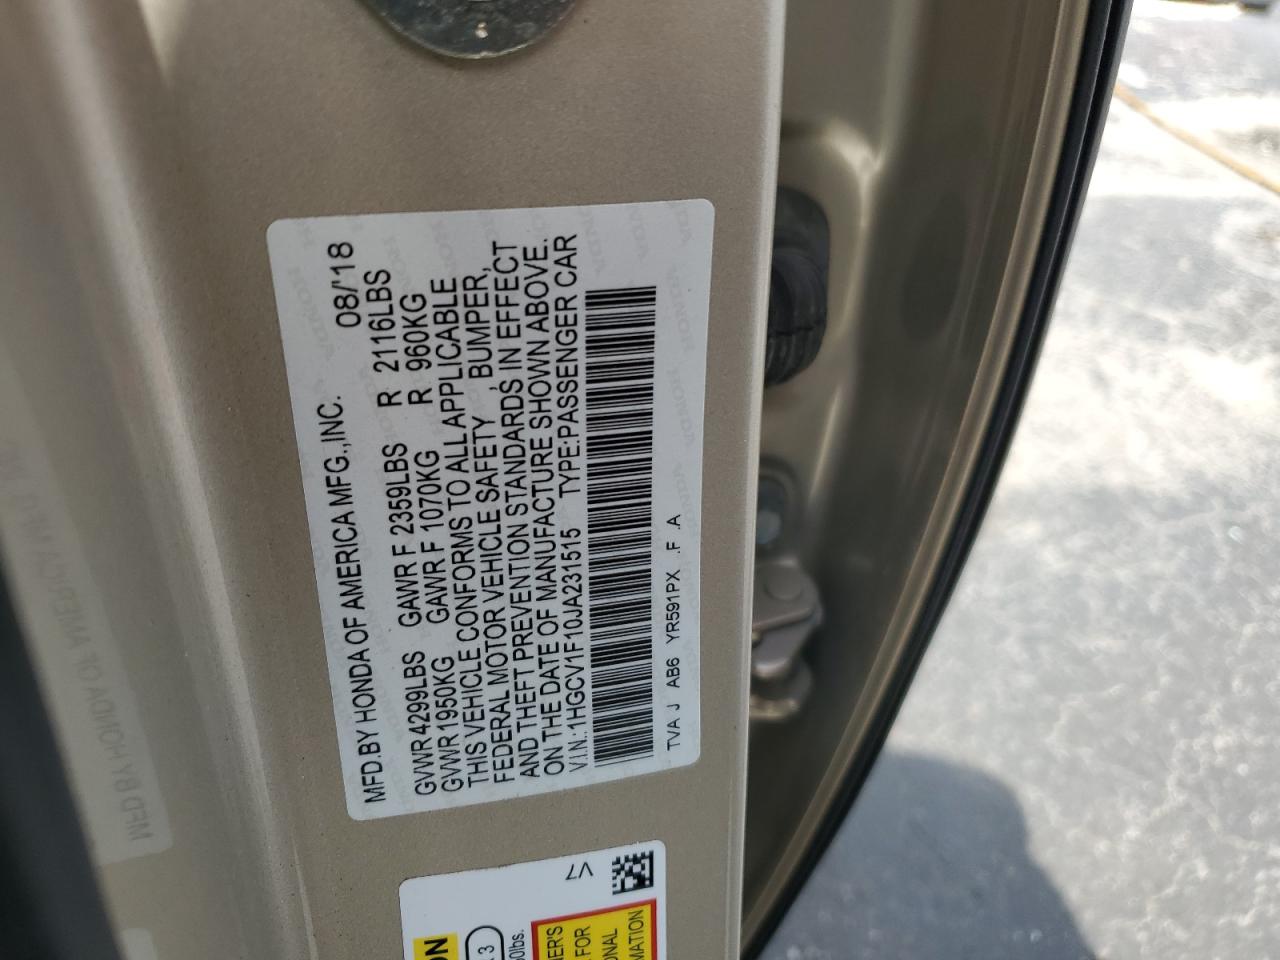 MFD.BY HONDA OF AMERICA MFG.,INC. 08/'18
GVWR 4299LBS GAWR F 2359LBS R 2116LBS
GVWR 1950KG GAWR F 1070KG R 960KG
THIS VEHICLE CONFORMS TO ALL APPLICABLE
FEDERAL MOTOR VEHICLE SAFETY , BUMPER,
AND THEFT PREVENTION STANDARDS IN EFFECT
ON THE DATE OF MANUFACTURE SHOWN ABOVE.
V.I.N.:1HGCV1F10JA231515 TYPE:PASSENGER CAR
TVA J AB6 YR591PX .F .A
3